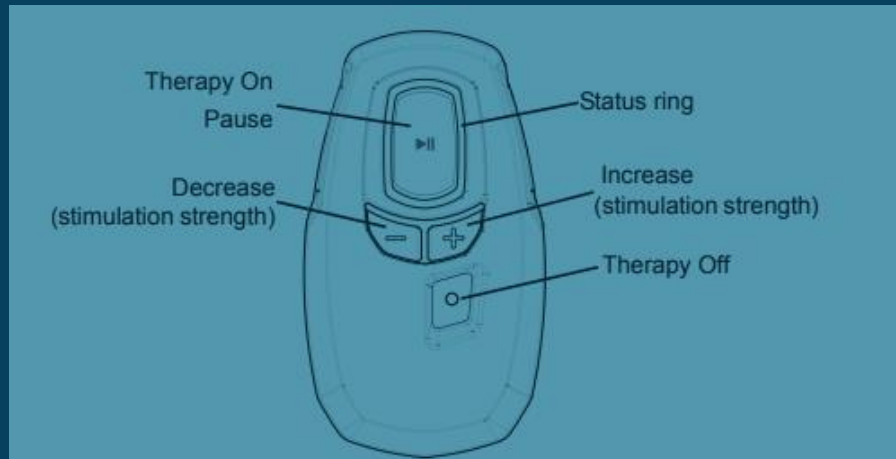 Therapy On
Pause
Status ring
Decrease
(stimulation strength)
Increase
(stimulation strength)
Therapy Off